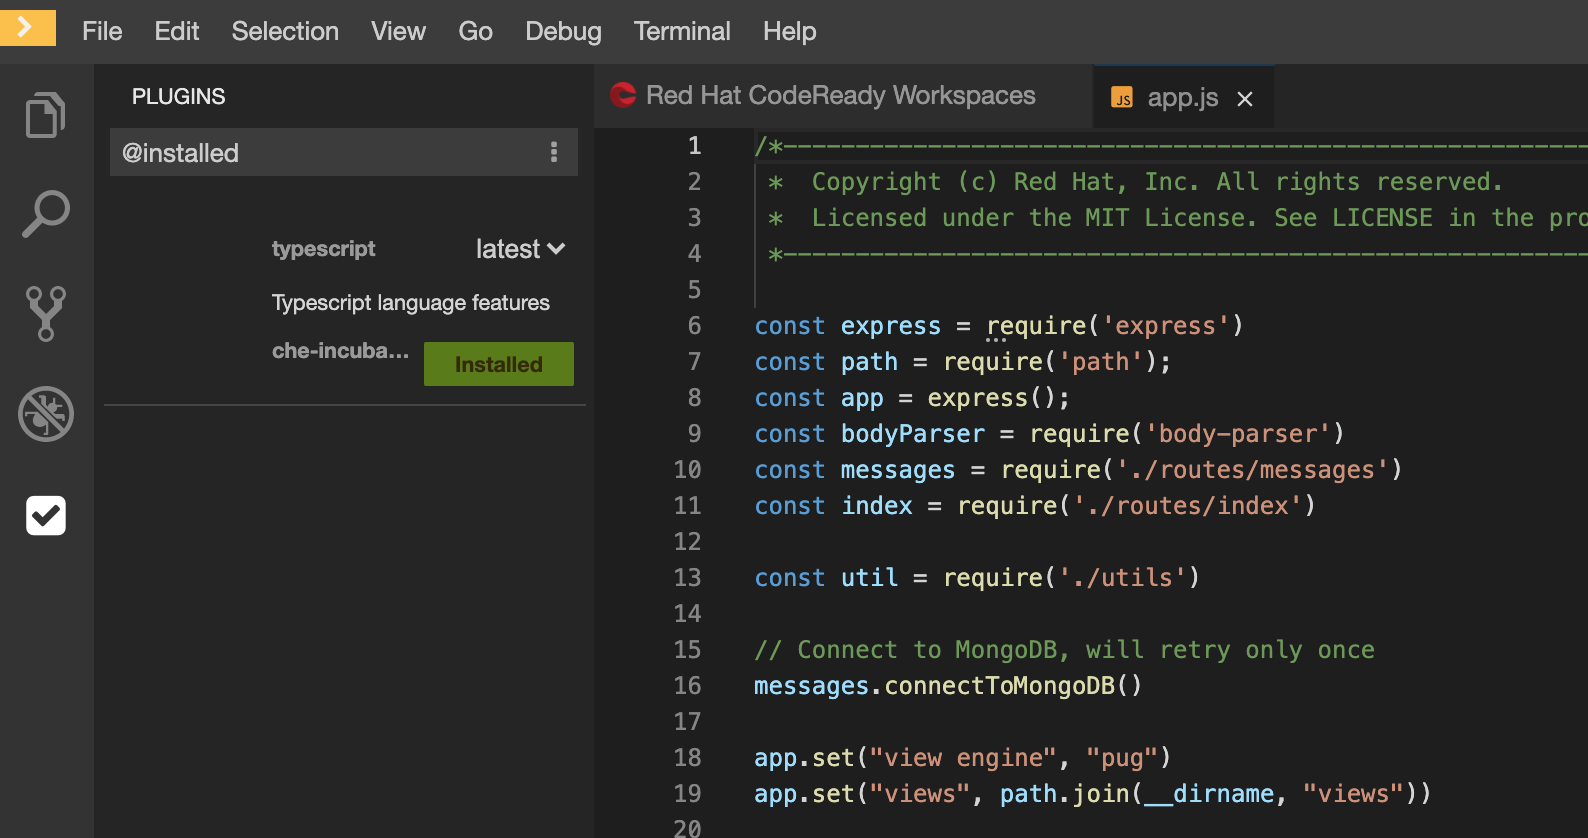 File Edit Selection View Go Debug Terminal Help
PLUGINS
@installed
typescript latest
Typescript language features
che-incuba... Installed
Red Hat CodeReady Workspaces
JS app.js
1 /*--------------------------------------------------------
2 * Copyright (c) Red Hat, Inc. All rights reserved.
3 * Licensed under the MIT License. See LICENSE in the pro
4 *--------------------------------------------------------
5
6 const express = require('express')
7 const path = require('path');
8 const app = express();
9 const bodyParser = require('body-parser')
10 const messages = require('./routes/messages')
11 const index = require('./routes/index')
12
13 const util = require('./utils')
14
15 // Connect to MongoDB, will retry only once
16 messages.connectToMongoDB()
17
18 app.set("view engine", "pug")
19 app.set("views", path.join(__dirname, "views"))
20